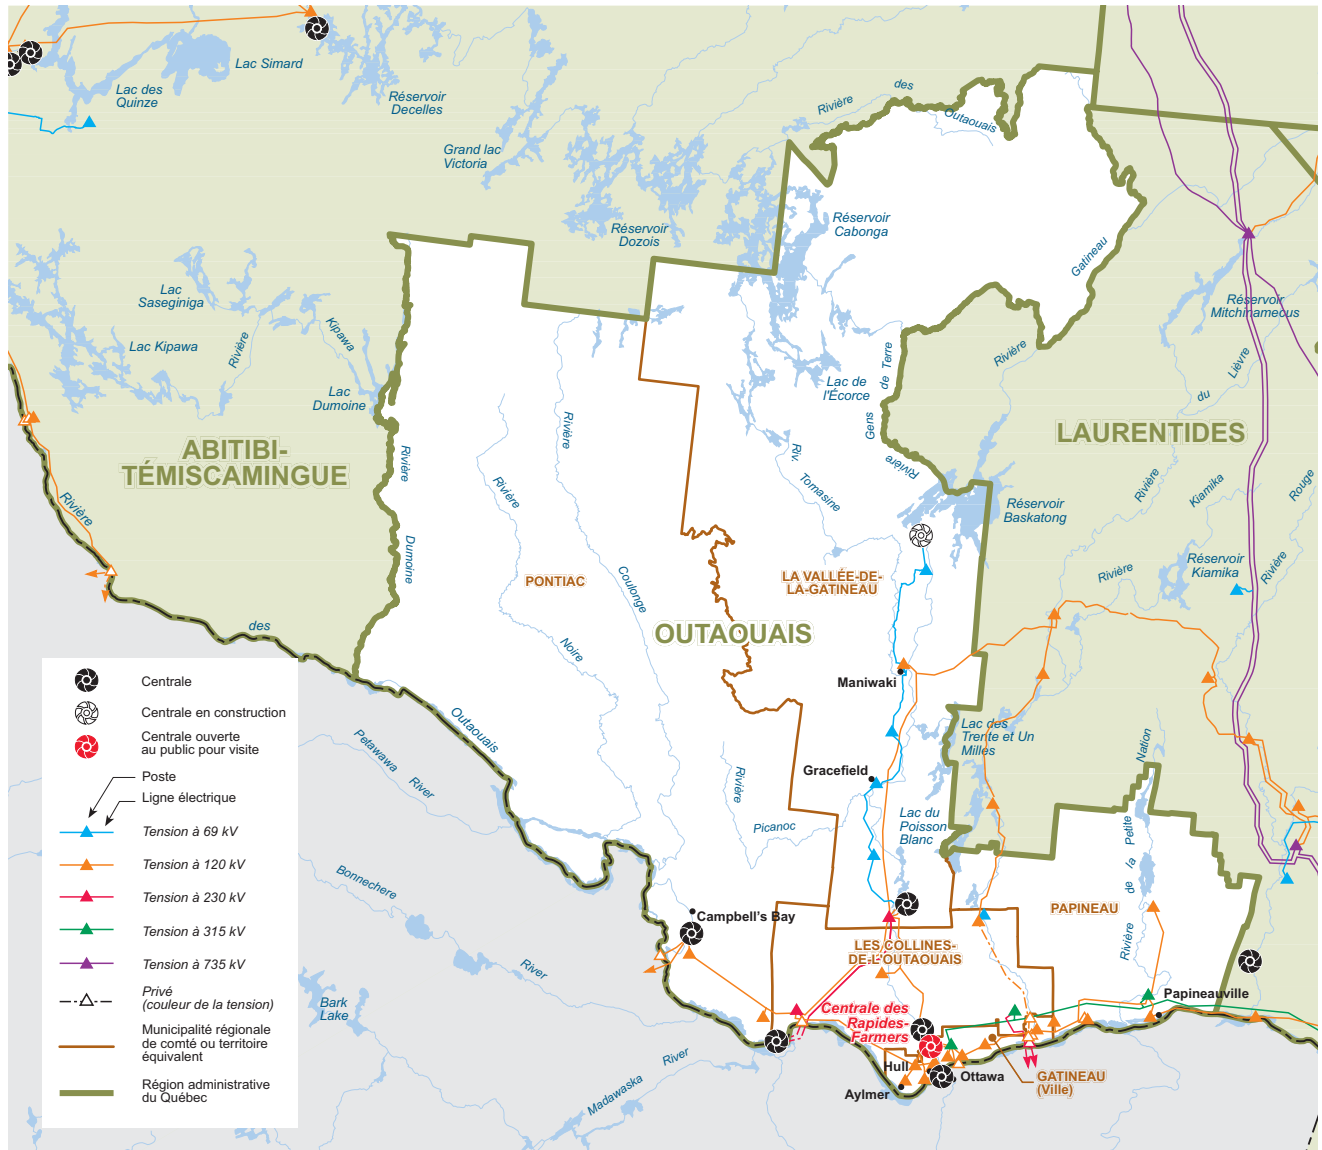 Lac Simard
Lac des
Quinze
Réservoir
Decelles
Grand lac
Victoria
Rivière
des
Outaouais
Réservoir
Dozois
Réservoir
Cabonga
Gatineau
Lac
Saseginiga
Lac Kipawa
Rivière
Kipawa
Lac
Dumoine
Réservoir
Mitchinamecus
Rivière
du
Lièvre
Lac de
l'Écorce
Rivière
Gens
de Terre
ABITIBI-
TÉMISCAMINGUE
LAURENTIDES
Rivière
Dumoine
Rivière
Noire
Rivière
Coulonge
Riv.
Tomasine
Réservoir
Baskatong
Rivière
Kiamika
Rivière
Rouge
Réservoir
Kiamika
Rivière
Rivière
des
Outaouais
PONTIAC
LA VALLÉE-DE-
LA-GATINEAU
OUTAOUAIS
Maniwaki
Lac des
Trente et Un
Milles
Gracefield
Rivière
Picanoc
Lac du
Poisson
Blanc
Rivière
de
la
Petite
Nation
PAPINEAU
Petawawa
River
Bonnechere
River
Bark
Lake
Madawaska
River
Campbell's Bay
LES COLLINES-
DE-L'OUTAOUAIS
Centrale des
Rapides-
Farmers
Papineauville
Hull
Ottawa
Aylmer
GATINEAU
(Ville)
Centrale
Centrale en construction
Centrale ouverte
au public pour visite
Poste
Ligne électrique
Tension à 69 kV
Tension à 120 kV
Tension à 230 kV
Tension à 315 kV
Tension à 735 kV
Privé
(couleur de la tension)
Municipalité régionale
de comté ou territoire
équivalent
Région administrative
du Québec